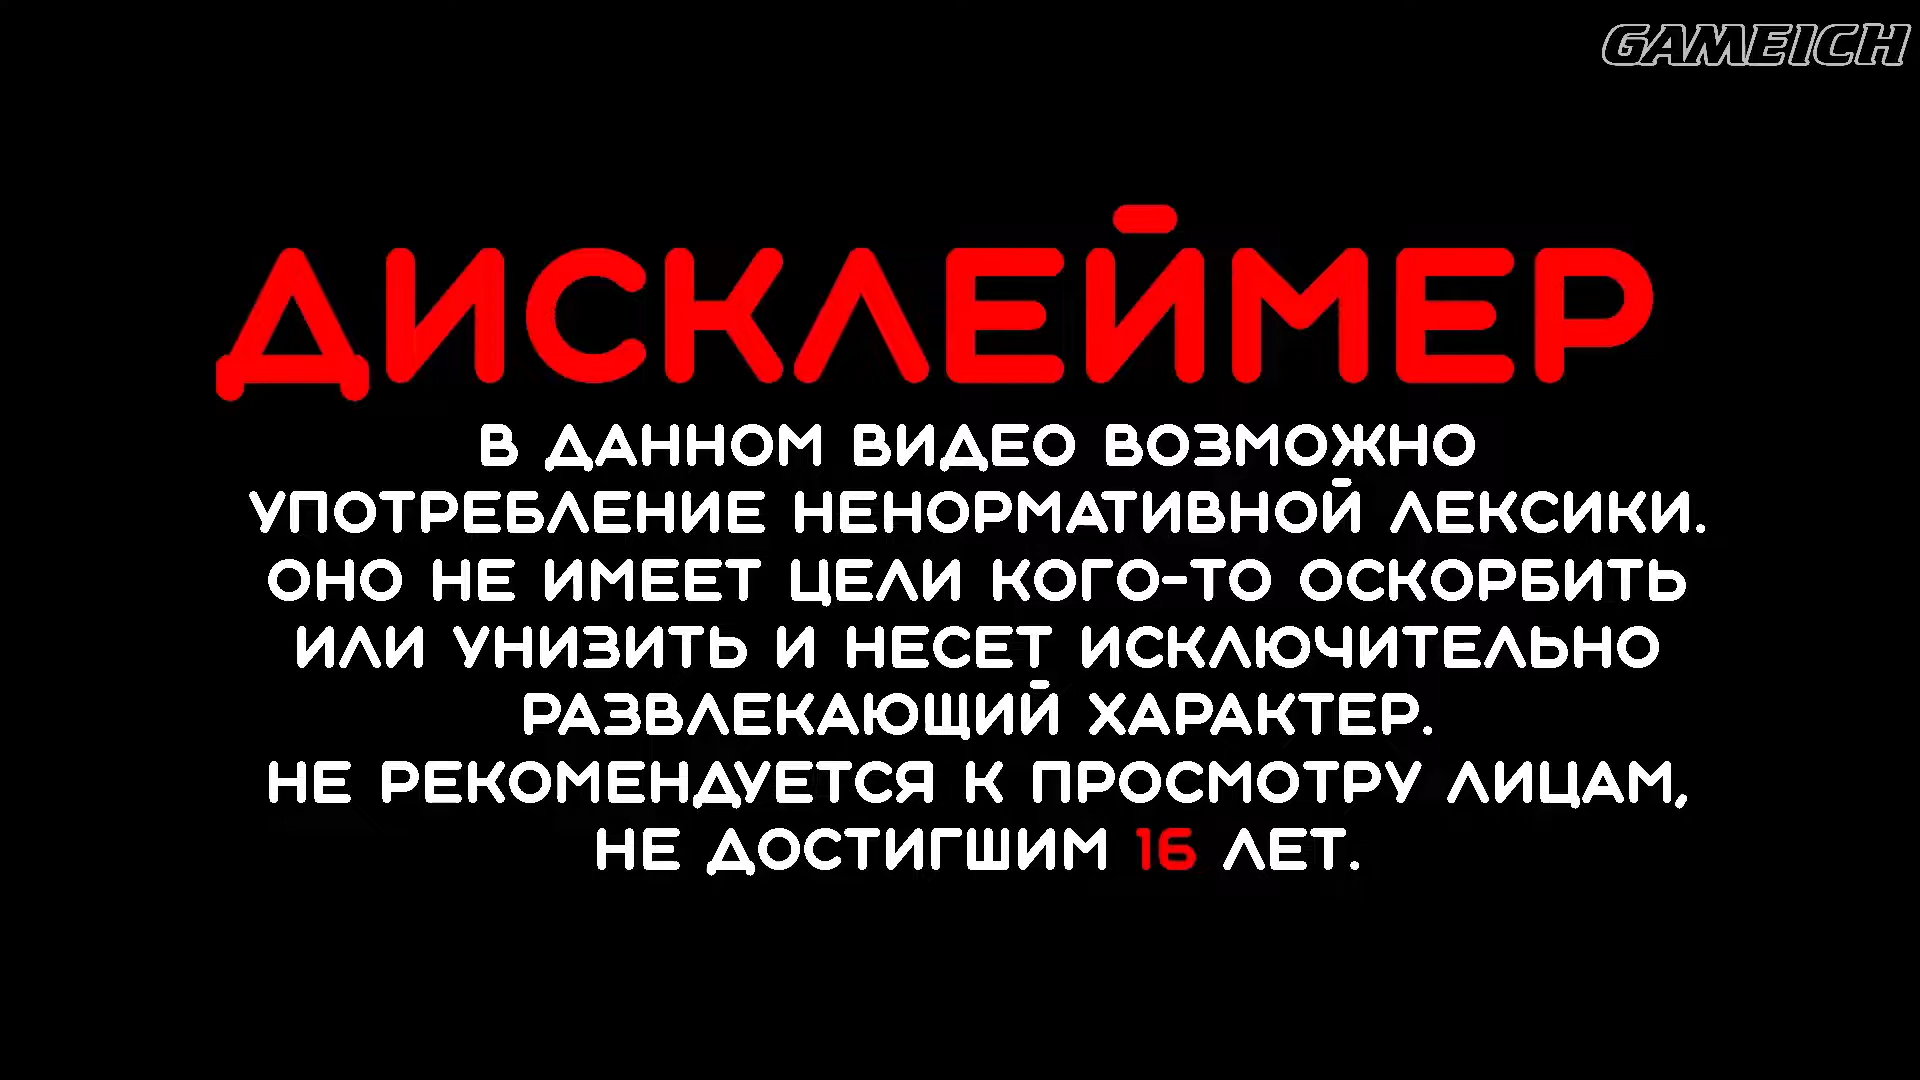 GAMEICH
ДИСКЛЕЙМЕР
В ДАННОМ ВИДЕО ВОЗМОЖНО
УПОТРЕБЛЕНИЕ НЕНОРМАТИВНОЙ ЛЕКСИКИ.
ОНО НЕ ИМЕЕТ ЦЕЛИ КОГО-ТО ОСКОРБИТЬ
ИЛИ УНИЗИТЬ И НЕСЕТ ИСКЛЮЧИТЕЛЬНО
РАЗВЛЕКАЮЩИЙ ХАРАКТЕР.
НЕ РЕКОМЕНДУЕТСЯ К ПРОСМОТРУ ЛИЦАМ,
НЕ ДОСТИГШИМ 16 ЛЕТ.